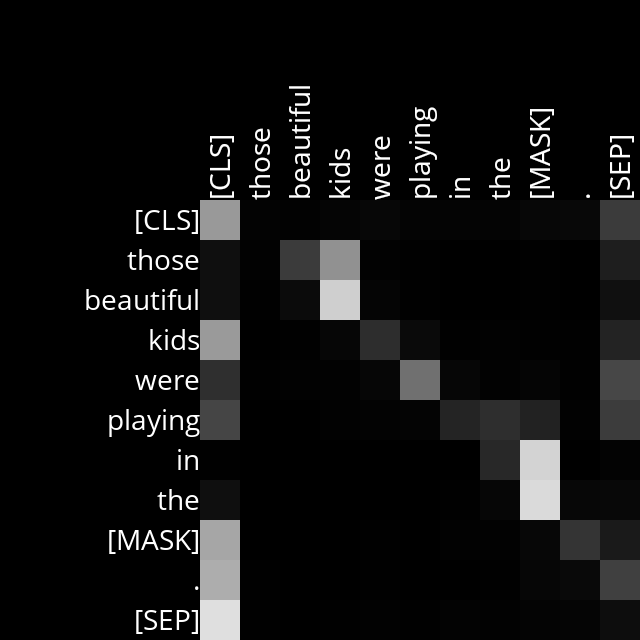 [CLS] those beautiful kids were playing in the [MASK] . [SEP]
[CLS]
those
beautiful
kids
were
playing
in
the
[MASK]
.
[SEP]